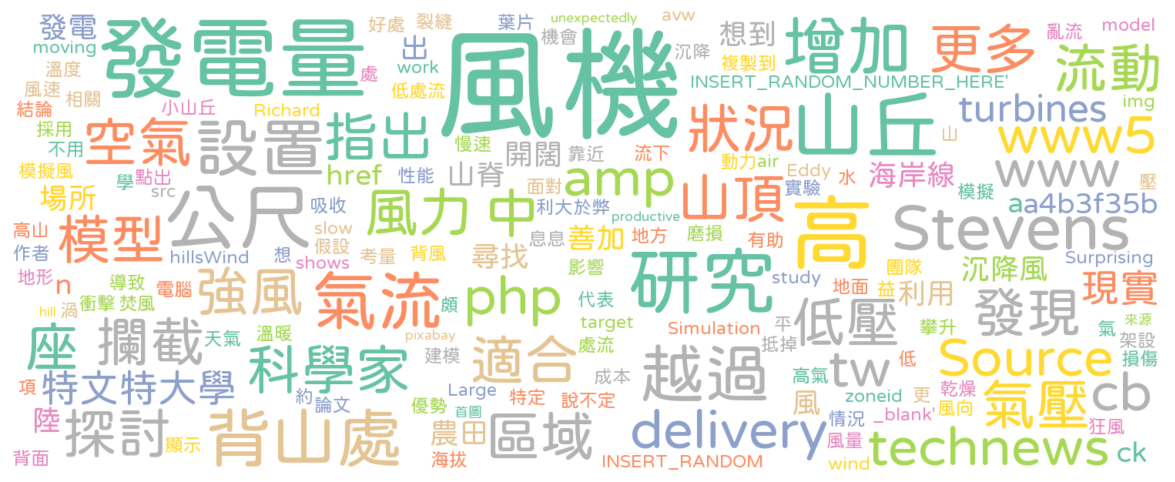 發電
好處
裂縫
葉片
unexpectedly
avw
moving
發電量
出
機會
沉降
想到
增加
更多
亂流
model
溫度
處
work
風機
複製到
流動
風速
相關
低處流
INSERT_RANDOM_NUMBER_HERE'
結論
小山丘
Richard
指出
慢速
狀況
山丘
turbines
img
採用
空氣
設置
開闊
靠近
流下
動力
air
山
www5
不用
模擬風
學
點出
href
性能
山脊
amp
Eddy
水
海岸線
www
模擬
壓
場所
src
面對
實驗
山頂
吸收
風力
中
利大於弊
高
a4b3f35b
a
公尺
productive
高山
模型
slow
息息
善加
地方
磨損
有助
Stevens
作者
hillsWind
想
假設
考量
背風
尋找
影響
地形
shows
研究
study
團隊
沉降風
Surprising
n
導致
電腦
強風
氣流
頗
php
代表
地面
益
利用
發現
現實
衝擊
焚風
hill
渦
target
Simulation
平
低壓
攀升
氣
來源
座
攔截
天氣
溫暖
pixabay
處流
抵掉
架設
科學家
建模
適合
越過
低
Source
損傷
項
特文特大學
Large
成本
特定
說不定
高氣
tw
zoneid
乾燥
氣壓
cb
約
論文
優勢
首圖
更
風向
陸
探討
顯示
背山處
農田
區域
delivery
風
情況
_blank'
狂風
背面
海拔
INSERT_RANDOM
風量
wind
technews
ck